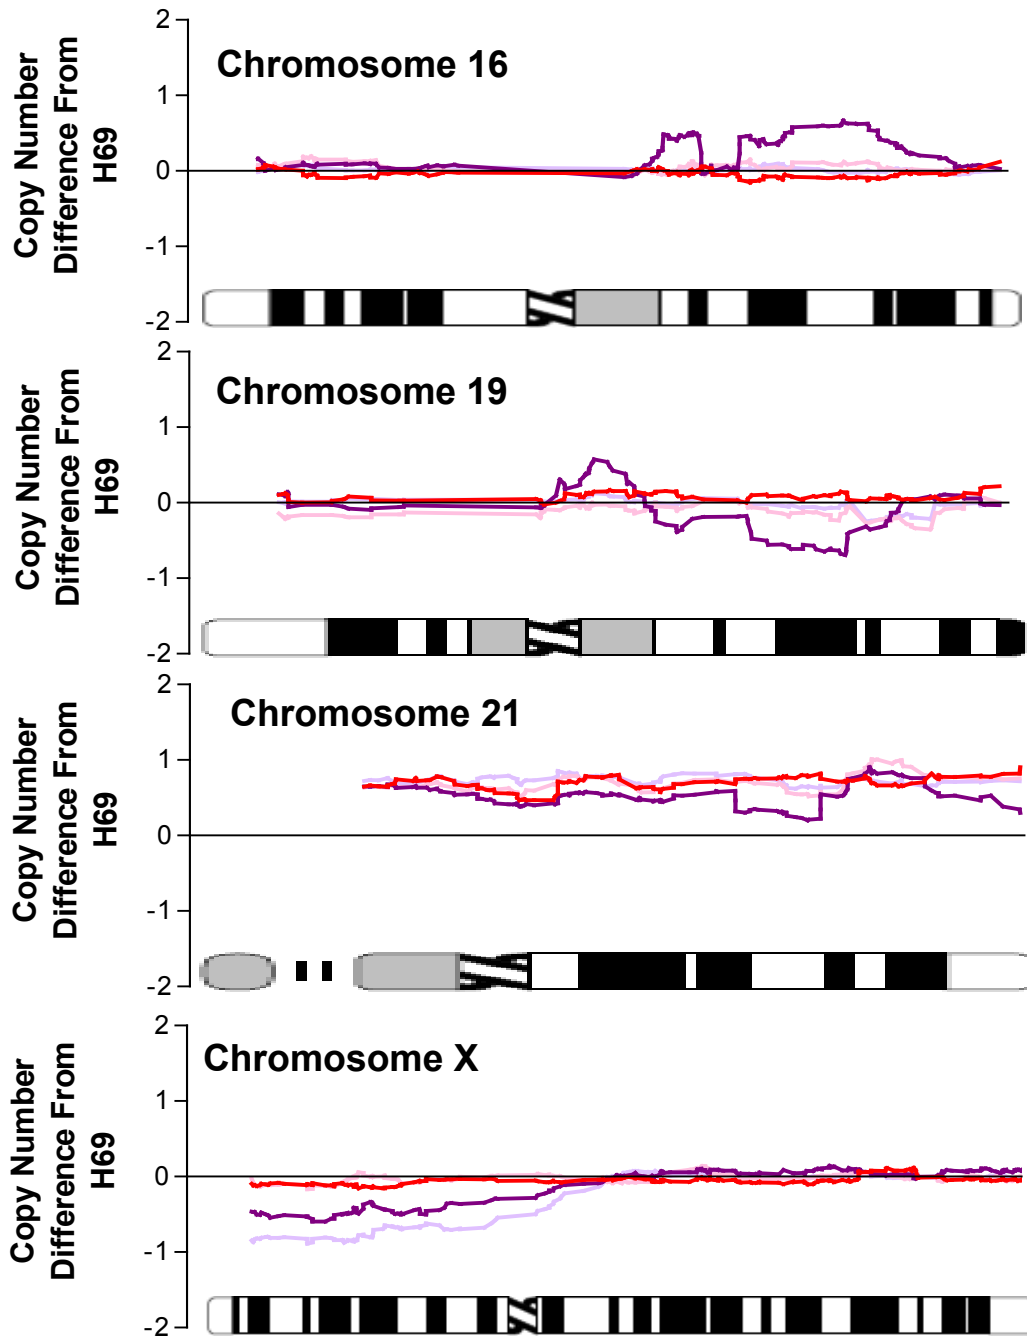 Copy Number
Difference From
H69
2
1
0
-1
-2
Chromosome 16
Copy Number
Difference From
H69
2
1
0
-1
-2
Chromosome 19
Copy Number
Difference From
H69
2
1
0
-1
-2
Chromosome 21
Copy Number
Difference From
H69
2
1
0
-1
-2
Chromosome X